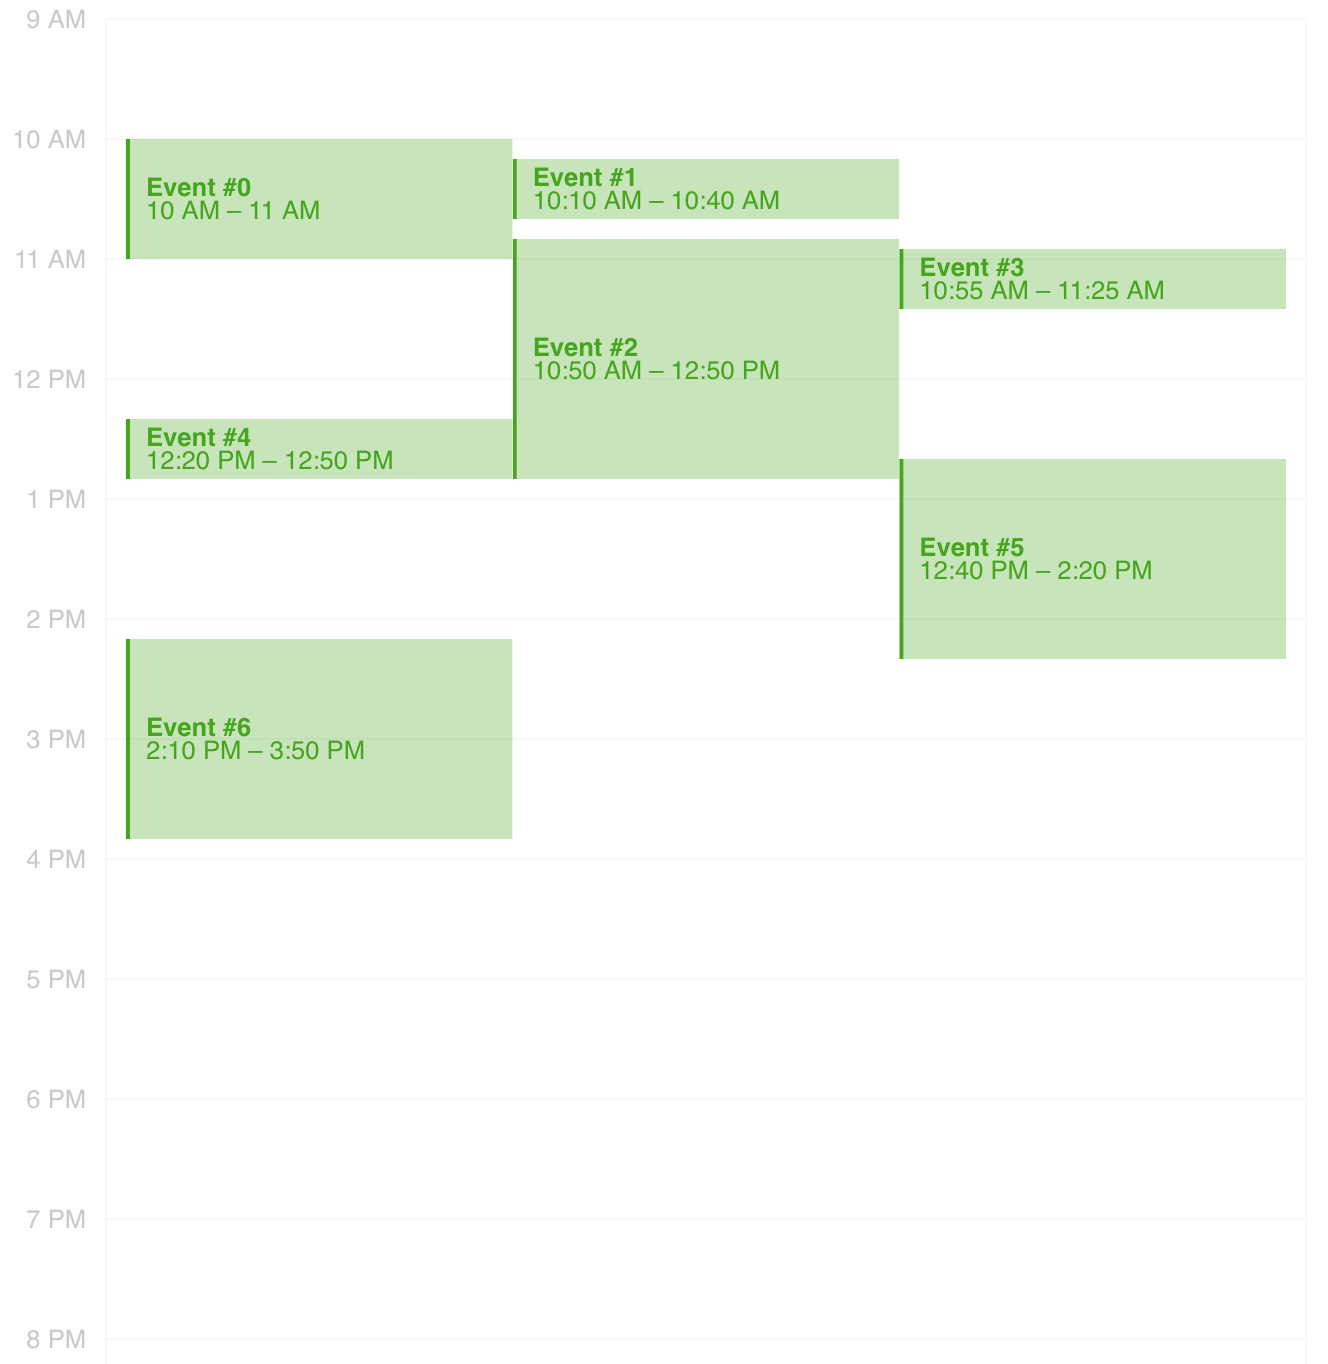 9 AM
10 AM
Event #0
10 AM – 11 AM
Event #1
10:10 AM – 10:40 AM
11 AM
Event #3
10:55 AM – 11:25 AM
Event #2
10:50 AM – 12:50 PM
12 PM
Event #4
12:20 PM – 12:50 PM
1 PM
Event #5
12:40 PM – 2:20 PM
2 PM
Event #6
2:10 PM – 3:50 PM
3 PM
4 PM
5 PM
6 PM
7 PM
8 PM